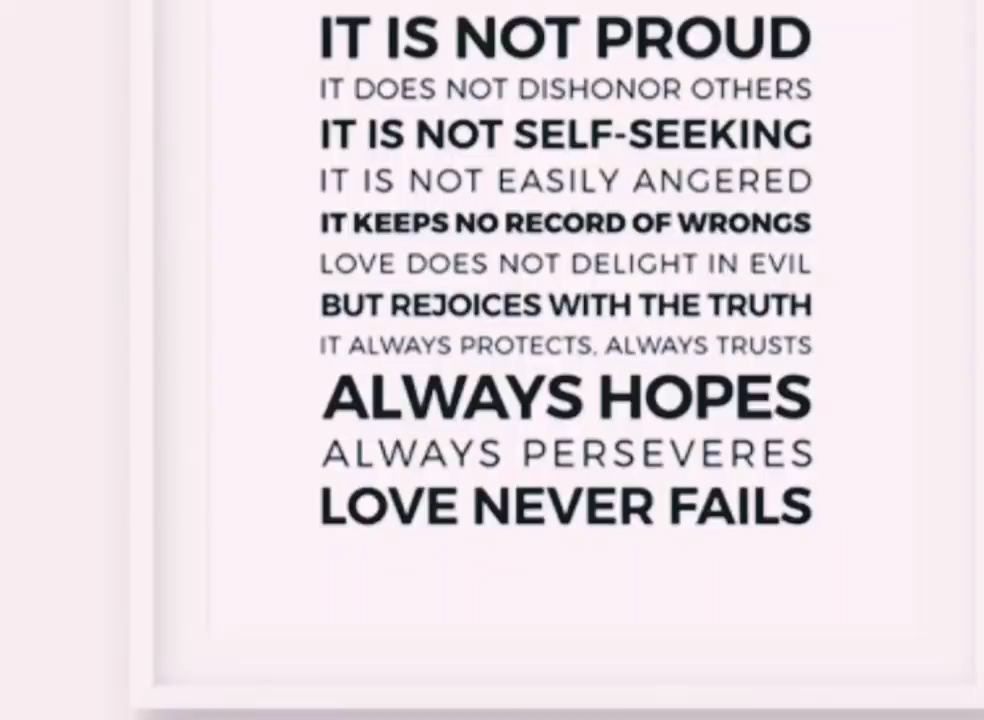 IT IS NOT PROUD
IT DOES NOT DISHONOR OTHERS
IT IS NOT SELF-SEEKING
IT IS NOT EASILY ANGERED
IT KEEPS NO RECORD OF WRONGS
LOVE DOES NOT DELIGHT IN EVIL
BUT REJOICES WITH THE TRUTH
IT ALWAYS PROTECTS, ALWAYS TRUSTS
ALWAYS HOPES
ALWAYS PERSEVERES
LOVE NEVER FAILS